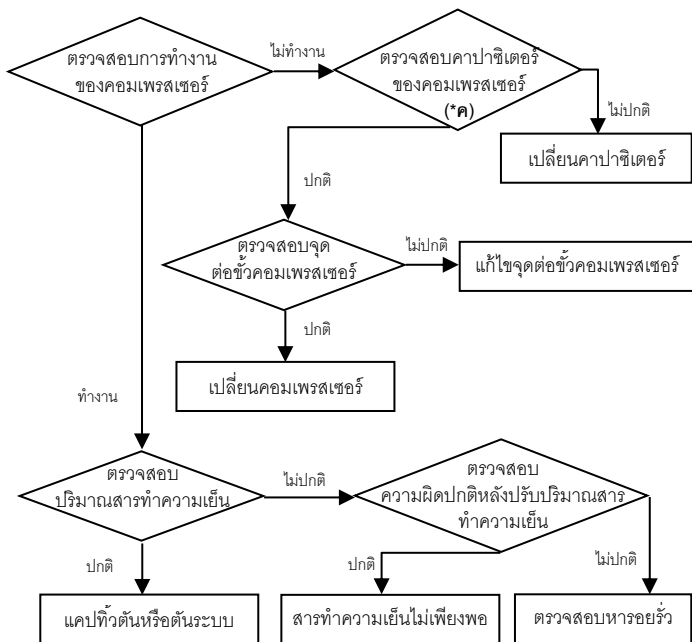 ตรวจสอบการทำงาน
ของคอมเพรสเซอร์
ไม่ทำงาน
ตรวจสอบคาปาซิเตอร์
ของคอมเพรสเซอร์
(*ค)
ไม่ปกติ
เปลี่ยนคาปาซิเตอร์
ปกติ
ตรวจสอบจุด
ต่อขั้วคอมเพรสเซอร์
ไม่ปกติ
แก้ไขจุดต่อขั้วคอมเพรสเซอร์
ปกติ
เปลี่ยนคอมเพรสเซอร์
ทำงาน
ตรวจสอบ
ปริมาณสารทำความเย็น
ไม่ปกติ
ตรวจสอบ
ความผิดปกติหลังปรับปริมาณสาร
ทำความเย็น
ปกติ
ปกติ
ไม่ปกติ
แคปทิ้วตันหรือตันระบบ
สารทำความเย็นไม่เพียงพอ
ตรวจสอบหารอยรั่ว